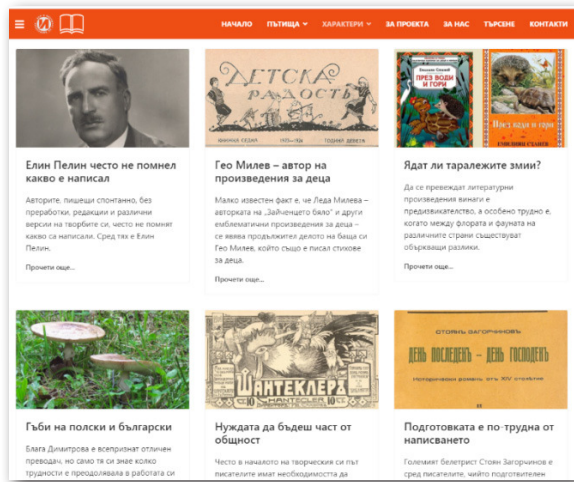 НАЧАЛО ПЪТИЩА ХАРАКТЕРИ ЗА ПРОЕКТА ЗА НАС ТЪРСЕНЕ КОНТАКТИ
ДЕТСКА
РАДОСТЬ
ПРЕЗ ВОДИ
И ГОРИ
През води и гори
Елин Пелин често не помнел
какво е написал
Авторите, пишещи спонтанно, без
преработки, редакции и различни
версии на творбите си, често не помнят
какво са написали. Сред тях е Елин
Пелин.
Прочети още...
Гео Милев – автор на
произведения за деца
Малко известен факт е, че Леда Милева –
авторката на „Зайченцето бяло" и други
емблематични произведения за деца –
се явява продължител делото на баща си
Гео Милев, който също е писал стихове
за деца.
Прочети още...
Ядат ли таралежите змии?
Да се превеждат литературни
произведения винаги е
предизвикателство, а особено трудно е,
когато между флората и фауната на
различните страни съществуват
объркващи разлики.
Прочети още...
ШАНТЕКЛЕРЪ
CHANTECLER
СТОЯНЪ ЗАГОРЧИНОВЪ
ДЕНЬ ПОСЛЕДЕНЬ – ДЕНЬ ГОСПОДЕНЬ
Гъби на полски и български
Блага Димитрова е всепризнат отличен
преводач, но само тя си знае колко
трудности е преодолявала в работата си
Нуждата да бъдеш част от
общност
Често в началото на творческия си път
писателите имат необходимостта да
Подготовката е по-трудна от
написването
Големият белетрист Стоян Загорчинов е
сред писателите, чийто подготвителен